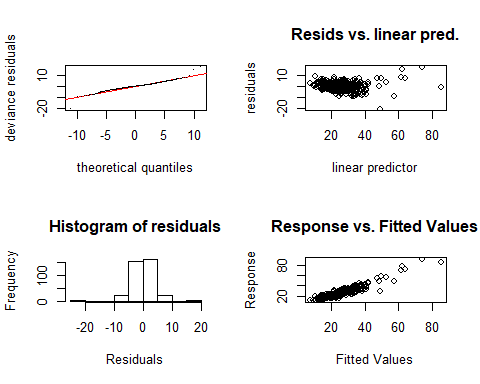 deviance residuals
-20
10
-10
-5
0
5
10
theoretical quantiles
Resids vs. linear pred.
residuals
-20
10
20
40
60
80
linear predictor
Histogram of residuals
Frequency
0
100
-20
-10
0
10
20
Residuals
Response vs. Fitted Values
Response
20
80
20
40
60
80
Fitted Values